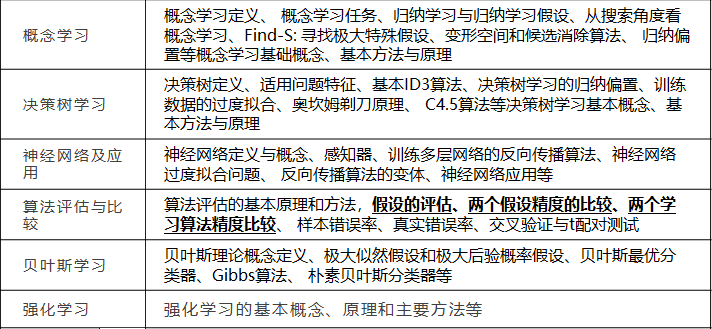 概念学习
概念学习定义、 概念学习任务、归纳学习与归纳学习假设、从搜索角度看
概念学习、Find-S: 寻找极大特殊假设、变形空间和候选消除算法、 归纳偏
置等概念学习基础概念、基本方法与原理
决策树学习
决策树定义、适用问题特征、基本ID3算法、决策树学习的归纳偏置、训练
数据的过度拟合、奥坎姆剃刀原理、 C4.5算法等决策树学习基本概念、基
本方法与原理
神经网络及应
用
神经网络定义与概念、感知器、训练多层网络的反向传播算法、神经网络
过度拟合问题、 反向传播算法的变体、神经网络应用等
算法评估与比
较
算法评估的基本原理和方法，假设的评估、两个假设精度的比较、两个学
习算法精度比较、 样本错误率、真实错误率、交叉验证与t配对测试
贝叶斯学习
贝叶斯理论概念定义、极大似然假设和极大后验概率假设、贝叶斯最优分
类器、Gibbs算法、 朴素贝叶斯分类器等
强化学习
强化学习的基本概念、原理和主要方法等